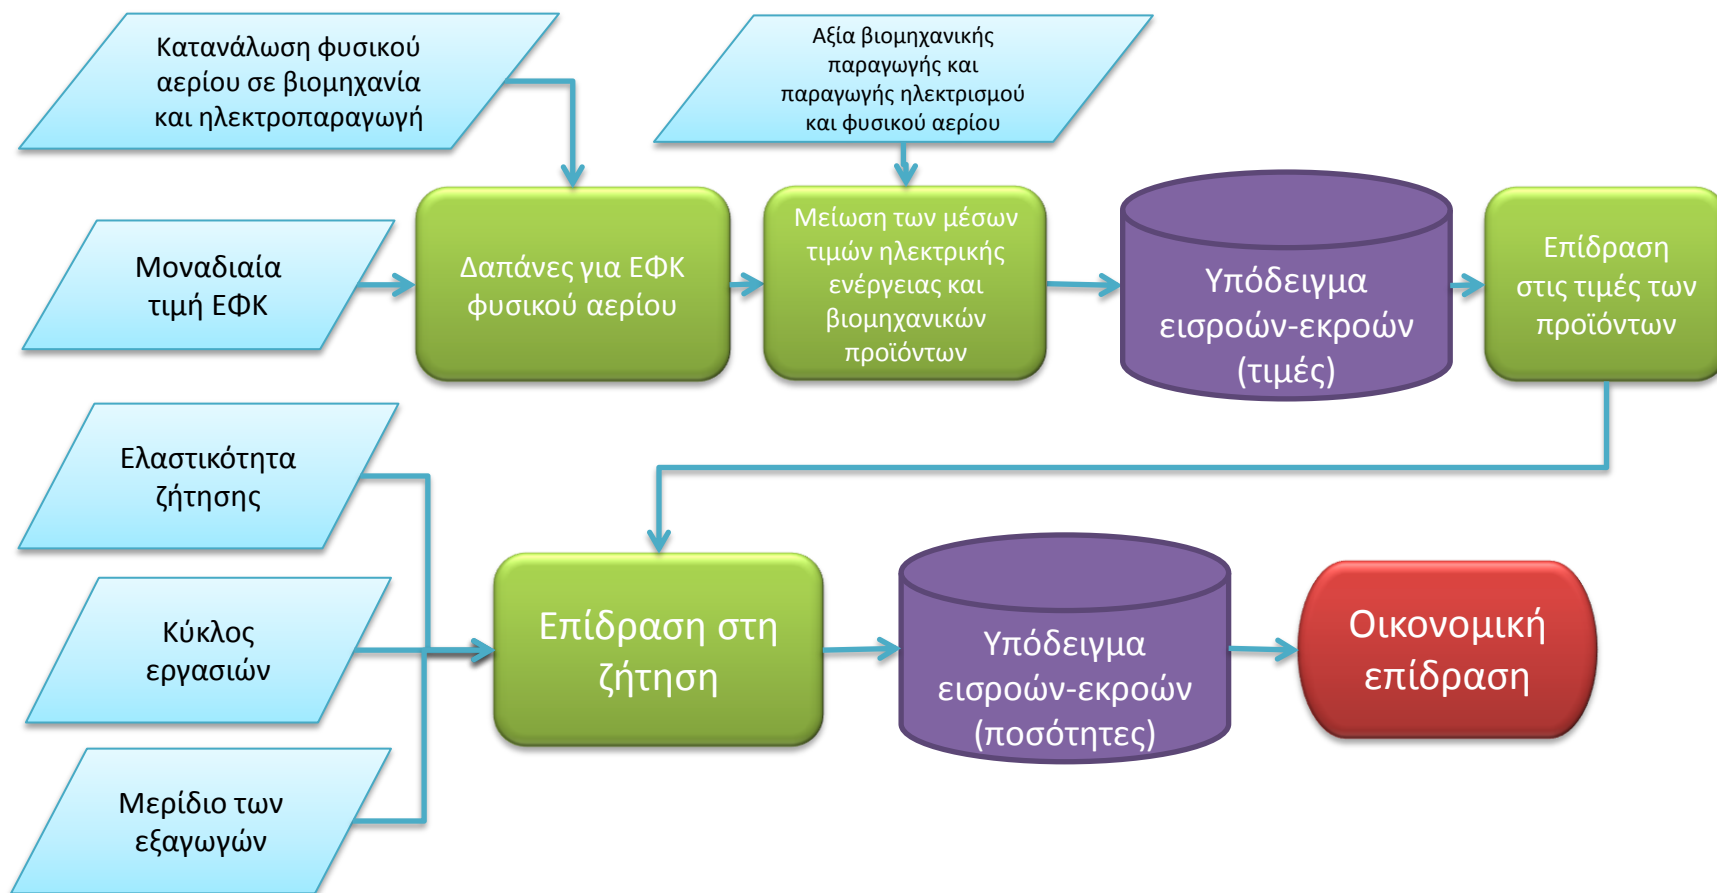 Κατανάλωση φυσικού
αερίου σε βιομηχανία
και ηλεκτροπαραγωγή
Αξία βιομηχανικής
παραγωγής και
παραγωγής ηλεκτρισμού
και φυσικού αερίου
Μοναδιαία
τιμή ΕΦΚ
Δαπάνες για ΕΦΚ
φυσικού αερίου
Μείωση των μέσων
τιμών ηλεκτρικής
ενέργειας και
βιομηχανικών
προϊόντων
Υπόδειγμα
εισροών-εκροών
(τιμές)
Επίδραση
στις τιμές των
προϊόντων
Ελαστικότητα
ζήτησης
Κύκλος
εργασιών
Μερίδιο των
εξαγωγών
Επίδραση στη
ζήτηση
Υπόδειγμα
εισροών-εκροών
(ποσότητες)
Οικονομική
επίδραση